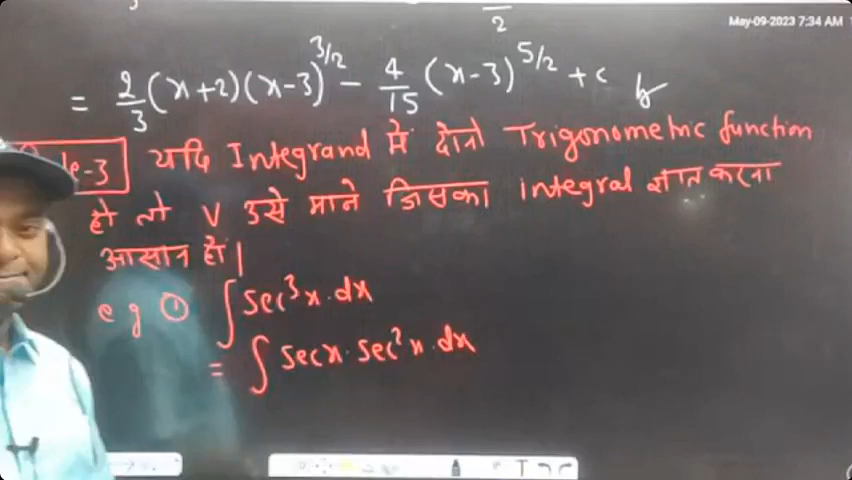 2
May-09-2023 7:34 AM
= 2/3 (x+2)(x-3)^3/2 - 4/15 (x-3)^5/2 + c
यदि Integrand में दोनो Trigonometric function
हो तो v उसे माने जिसका integral ज्ञात करना
आसान हो।
e g ① ∫ sec³x.dx
= ∫ secx.sec²x.dx
T